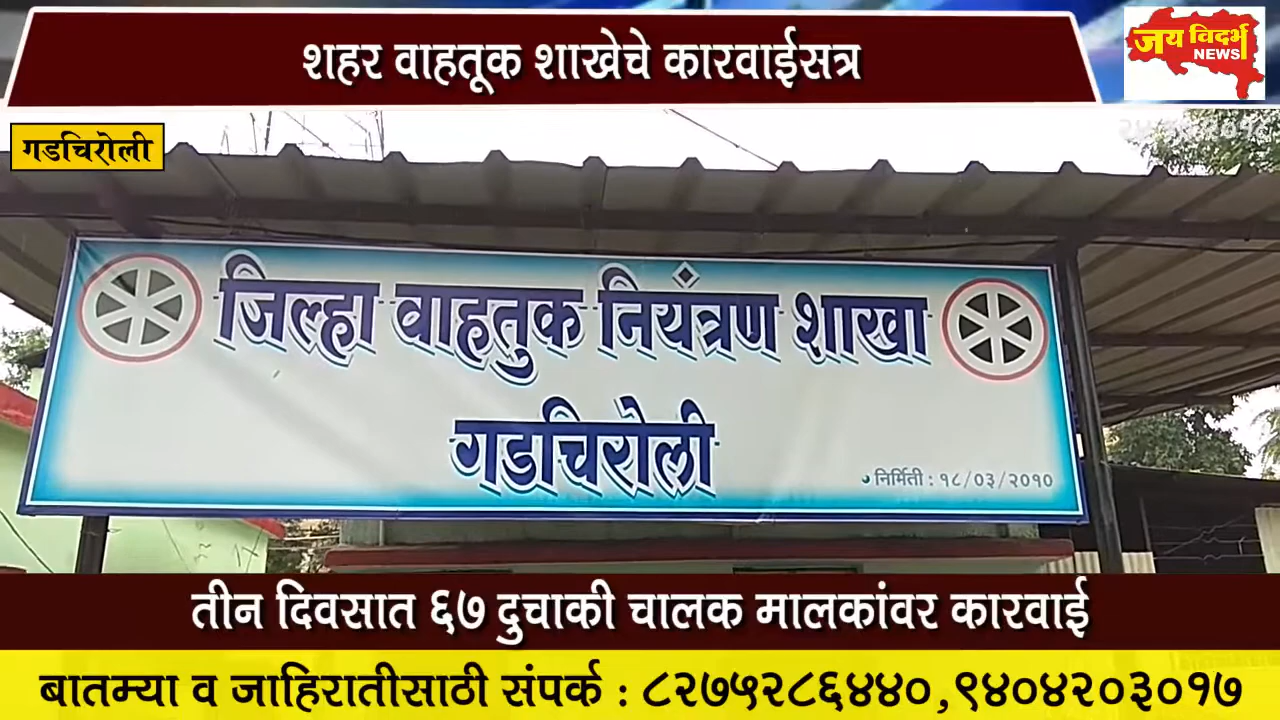 शहर वाहतूक शाखेचे कारवाईसत्र
जय विदर्भ
NEWS
गडचिरोली
जिल्हा वाहतुक नियंत्रण शाखा
गडचिरोली
निर्मिती : १८/०३/२०१०
तीन दिवसात ६७ दुचाकी चालक मालकांवर कारवाई
बातम्या व जाहिरातीसाठी संपर्क : ८२७५२८६४४०,९४०४२०३०१७